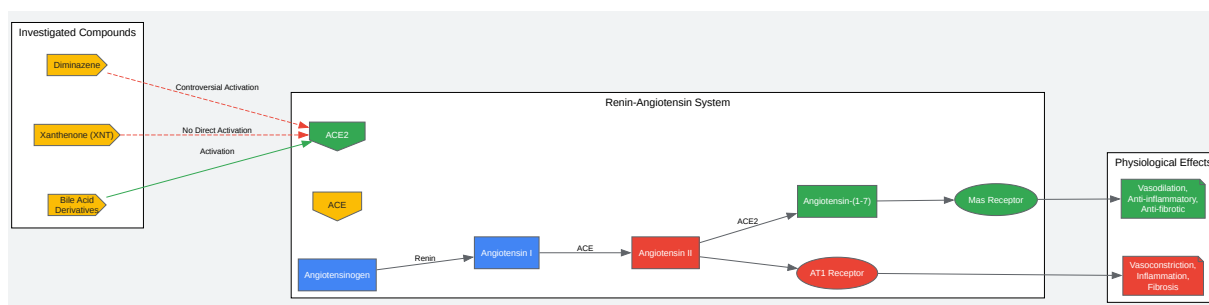 Investigated Compounds
Diminazene
Controversial Activation
Renin-Angiotensin System
Xanthenone (XNT)
No Direct Activation
ACE2
Activation
Bile Acid
Derivatives
ACE
Physiological Effects
Vasodilation,
Anti-inflammatory,
Anti-fibrotic
Angiotensin-(1-7)
Mas Receptor
ACE2
Renin
Angiotensin I
ACE
Angiotensin II
Angiotensinogen
AT1 Receptor
Vasoconstriction,
Inflammation,
Fibrosis